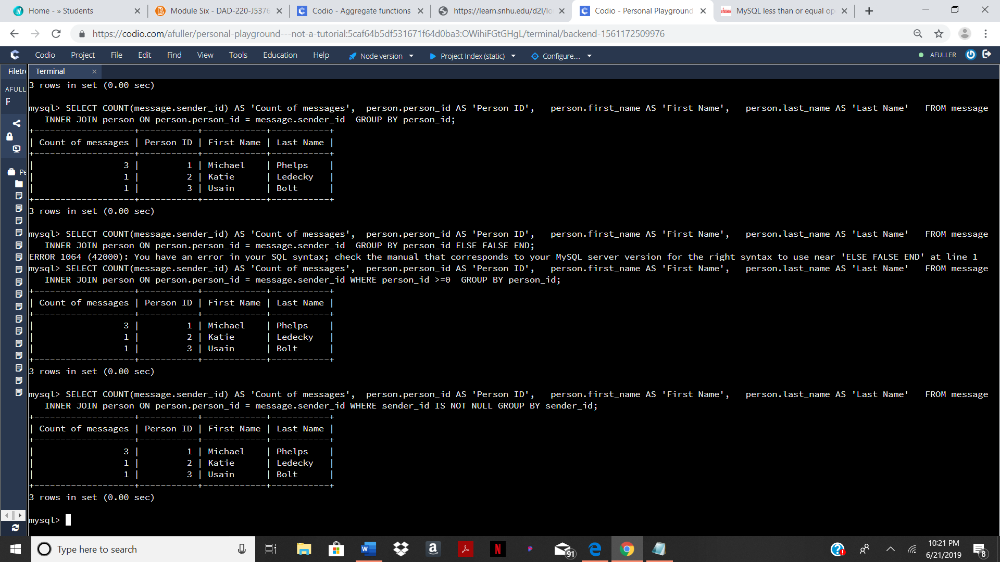 Home - » Students
Module Six - DAD-220-J5376
Codio - Aggregate functions
https://learn.snhu.edu/d2l/lo
Codio - Personal Playground
MySQL less than or equal op
https://codio.com/afuller/personal-playground---not-a-tutorial:5caf64b5df531671f64d0ba3:OWihiFGtGHgL/terminal/backend-1561172509976
Codio Project File Edit Find View Tools Education Help Node version Project Index (static) Configure.... AFULLER
Filetre Terminal
AFULL
P
Pe
3 rows in set (0.00 sec)
mysql> SELECT COUNT(message.sender_id) AS 'Count of messages',  person.person_id AS 'Person ID',   person.first_name AS 'First Name',   person.last_name AS 'Last Name'   FROM message
   INNER JOIN person ON person.person_id = message.sender_id  GROUP BY person_id;
+-------------------+-----------+------------+-----------+
| Count of messages | Person ID | First Name | Last Name |
+-------------------+-----------+------------+-----------+
|                 3 |         1 | Michael    | Phelps    |
|                 1 |         2 | Katie      | Ledecky   |
|                 1 |         3 | Usain      | Bolt      |
+-------------------+-----------+------------+-----------+
3 rows in set (0.00 sec)
mysql> SELECT COUNT(message.sender_id) AS 'Count of messages',  person.person_id AS 'Person ID',   person.first_name AS 'First Name',   person.last_name AS 'Last Name'   FROM message
   INNER JOIN person ON person.person_id = message.sender_id  GROUP BY person_id ELSE FALSE END;
ERROR 1064 (42000): You have an error in your SQL syntax; check the manual that corresponds to your MySQL server version for the right syntax to use near 'ELSE FALSE END' at line 1
mysql> SELECT COUNT(message.sender_id) AS 'Count of messages',  person.person_id AS 'Person ID',   person.first_name AS 'First Name',   person.last_name AS 'Last Name'   FROM message
   INNER JOIN person ON person.person_id = message.sender_id WHERE person_id >=0  GROUP BY person_id;
+-------------------+-----------+------------+-----------+
| Count of messages | Person ID | First Name | Last Name |
+-------------------+-----------+------------+-----------+
|                 3 |         1 | Michael    | Phelps    |
|                 1 |         2 | Katie      | Ledecky   |
|                 1 |         3 | Usain      | Bolt      |
+-------------------+-----------+------------+-----------+
3 rows in set (0.00 sec)
mysql> SELECT COUNT(message.sender_id) AS 'Count of messages',  person.person_id AS 'Person ID',   person.first_name AS 'First Name',   person.last_name AS 'Last Name'   FROM message
   INNER JOIN person ON person.person_id = message.sender_id WHERE sender_id IS NOT NULL GROUP BY sender_id;
+-------------------+-----------+------------+-----------+
| Count of messages | Person ID | First Name | Last Name |
+-------------------+-----------+------------+-----------+
|                 3 |         1 | Michael    | Phelps    |
|                 1 |         2 | Katie      | Ledecky   |
|                 1 |         3 | Usain      | Bolt      |
+-------------------+-----------+------------+-----------+
3 rows in set (0.00 sec)
mysql>
Type here to search
91
10:21 PM
6/21/2019
8